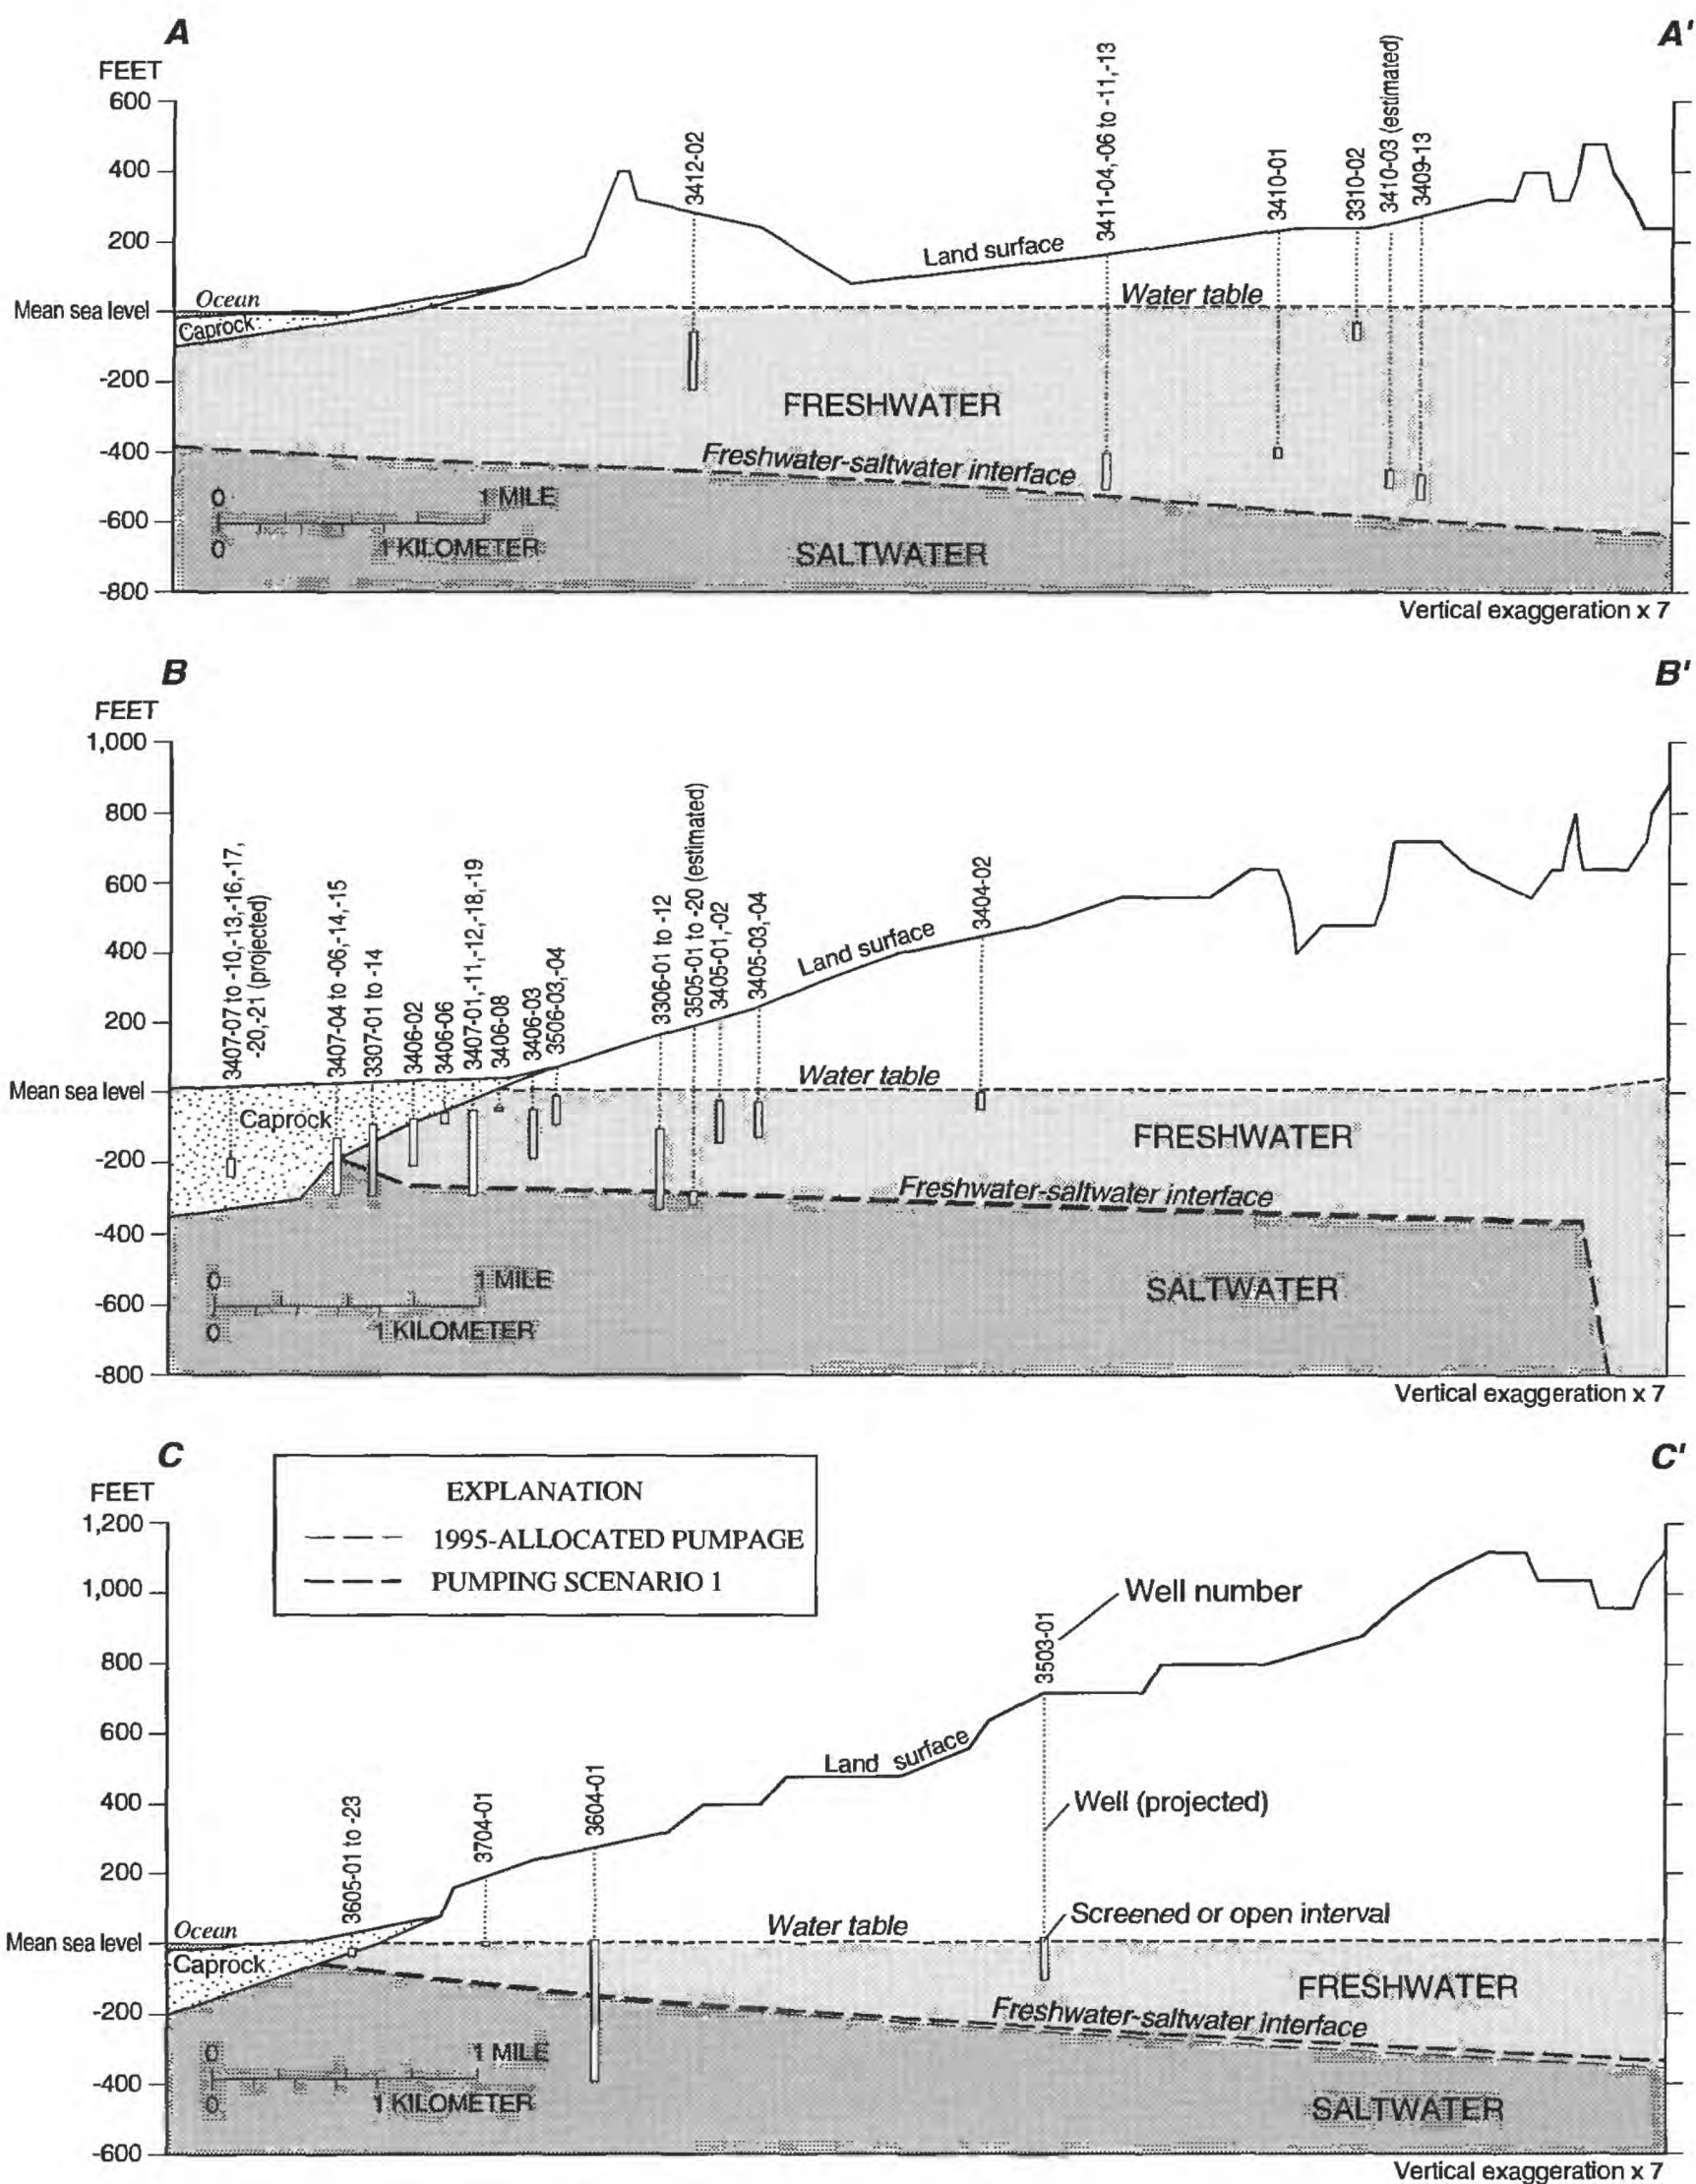 A
A'
FEET
600
400
200
Mean sea level
-200
-400
-600
-800
3412-02
3411-04,-06 to -11,-13
3410-01
3310-02
3410-03 (estimated)
3409-13
Land surface
Ocean
Caprock
Water table
FRESHWATER
Freshwater-saltwater interface
0
1 MILE
0
1 KILOMETER
SALTWATER
Vertical exaggeration x 7
B
B'
FEET
1,000
800
600
400
200
Mean sea level
-200
-400
-600
-800
3407-07 to -10,-13,-16,-17,
-20,-21 (projected)
3407-04 to -06,-14,-15
3307-01 to -14
3406-02
3406-06
3407-01,-11,-12,-18,-19
3406-08
3406-03
3506-03,-04
3306-01 to -12
3505-01 to -20 (estimated)
3405-01,-02
3405-03,-04
3404-02
Land surface
Water table
Caprock
FRESHWATER
Freshwater-saltwater interface
0
1 MILE
0
1 KILOMETER
SALTWATER
Vertical exaggeration x 7
C
C'
FEET
1,200
1,000
800
600
400
200
Mean sea level
-200
-400
-600
EXPLANATION
1995-ALLOCATED PUMPAGE
PUMPING SCENARIO 1
Well number
3503-01
Land surface
Well (projected)
3605-01 to -23
3704-01
3604-01
Screened or open interval
Ocean
Water table
Caprock
FRESHWATER
Freshwater-saltwater interface
0
1 MILE
0
1 KILOMETER
SALTWATER
Vertical exaggeration x 7